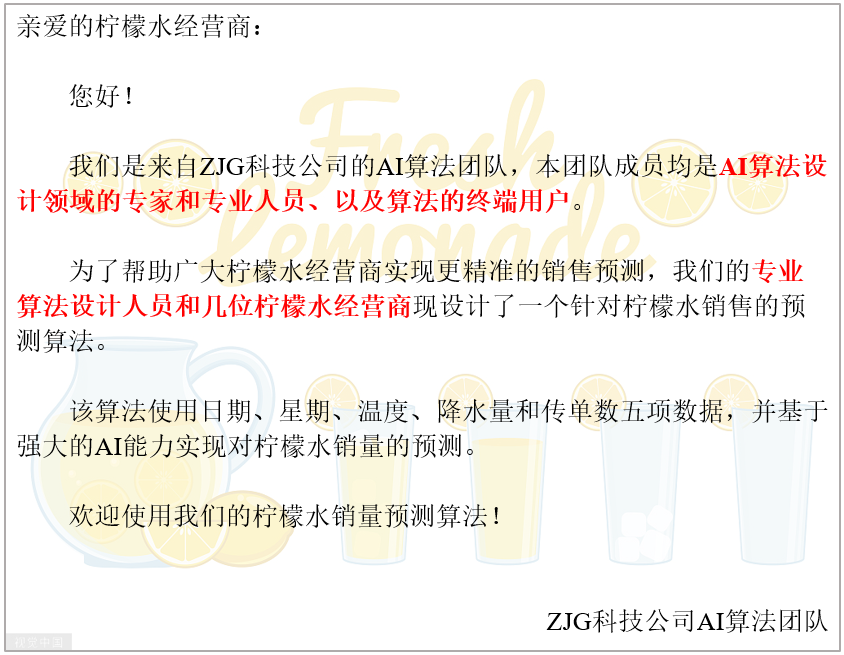 亲爱的柠檬水经营商：
您好！
我们是来自ZJG科技公司的AI算法团队，本团队成员均是AI算法设
计领域的专家和专业人员、以及算法的终端用户。
为了帮助广大柠檬水经营商实现更精准的销售预测，我们的专业
算法设计人员和几位柠檬水经营商现设计了一个针对柠檬水销售的预
测算法。
该算法使用日期、星期、温度、降水量和传单数五项数据，并基于
强大的AI能力实现对柠檬水销量的预测。
欢迎使用我们的柠檬水销量预测算法！
ZJG科技公司AI算法团队
Fresh
Lemonade
视觉中国